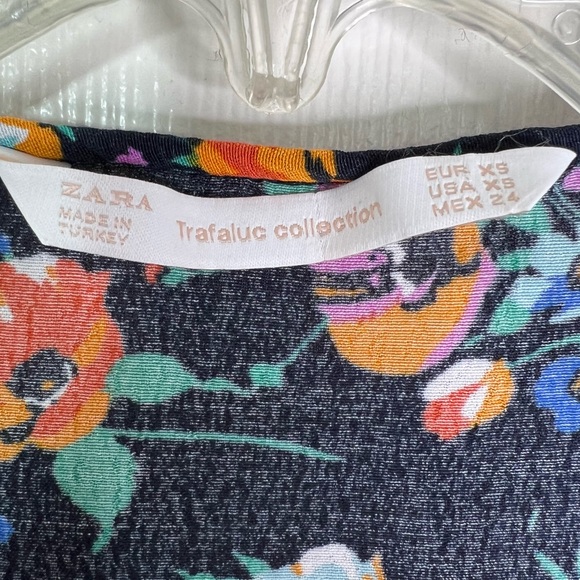 ZARA
MADE IN
TURKEY
Trafaluc collection
EUR XS
USA XS
MEX 24